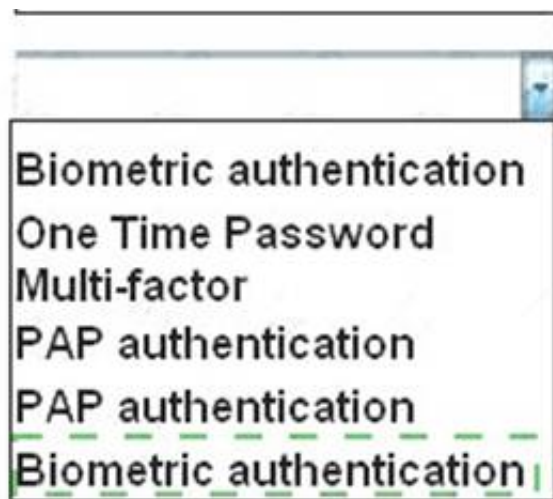 Biometric authentication
One Time Password
Multi-factor
PAP authentication
PAP authentication
Biometric authentication